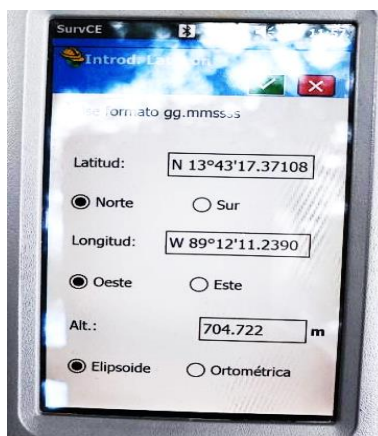 SurvCE
formato gg.mmssss
Latitud: N 13°43'17.37108
Norte Sur
Longitud: W 89°12'11.2390
Oeste Este
Alt.: 704.722 m
Elipsoide Ortométrica